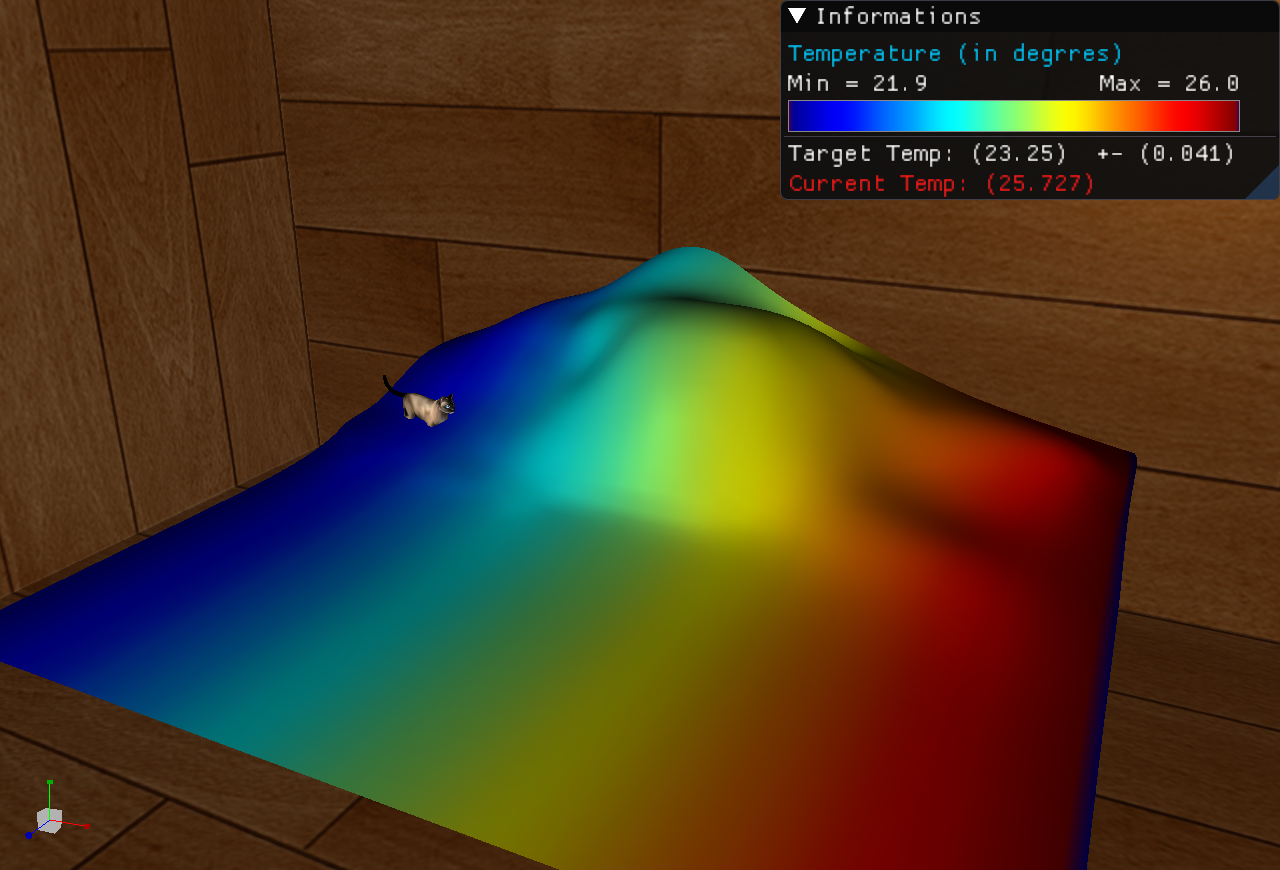 Informations
Temperature (in degrres)
Min = 21.9 Max = 26.0
Target Temp: (23.25) +- (0.041)
Current Temp: (25.727)